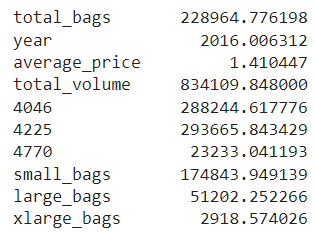 total_bags 228964.776198
year 2016.006312
average_price 1.410447
total_volume 834109.848000
4046 288244.617776
4225 293665.843429
4770 23233.041193
small_bags 174843.949139
large_bags 51202.252266
xlarge_bags 2918.574026